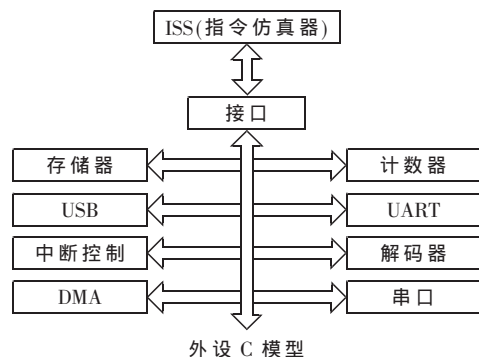 ISS(指令仿真器)
接口
存储器
计数器
USB
UART
中断控制
解码器
DMA
串口
外设 C 模型